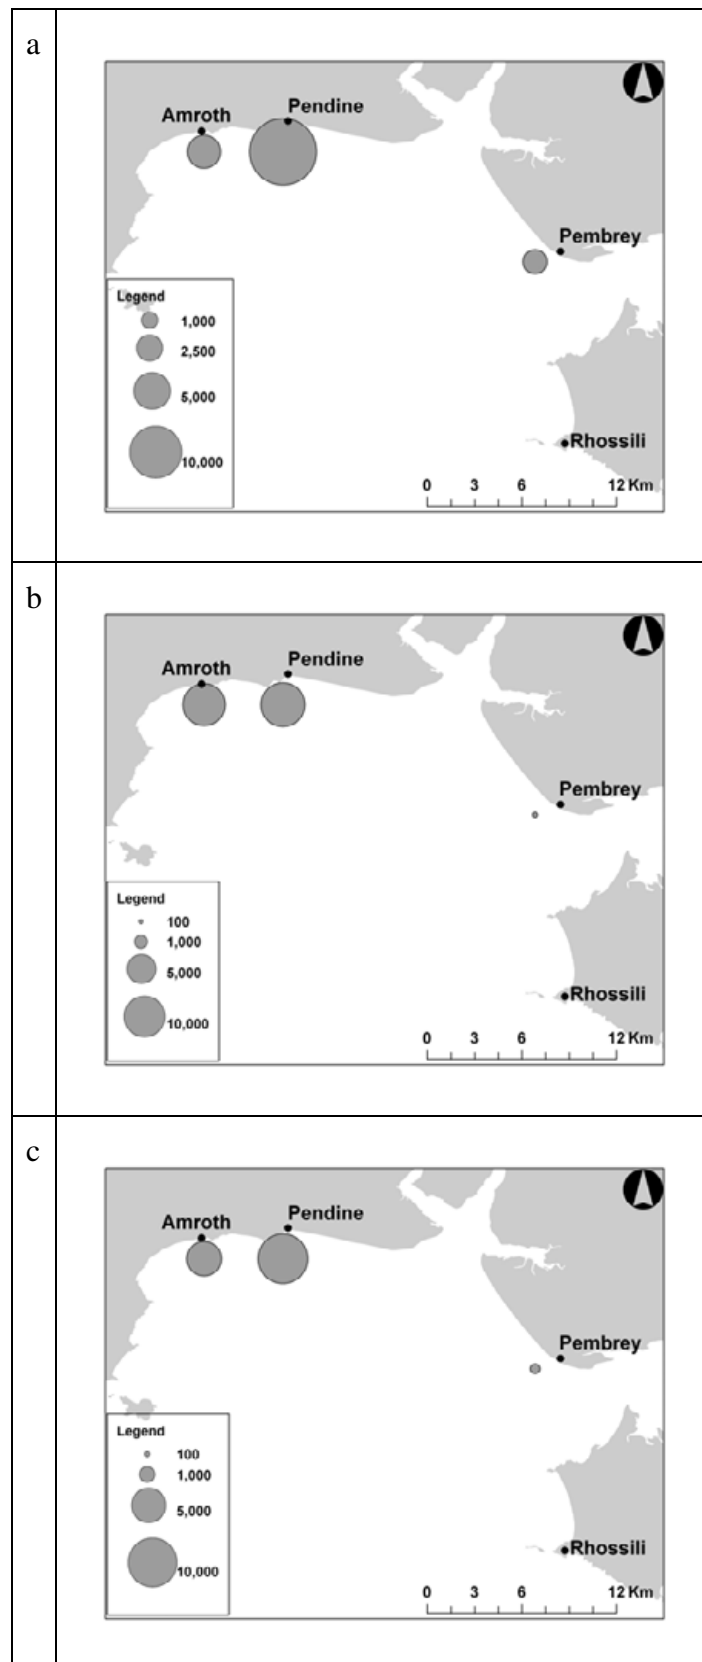 a
Amroth
Pendine
Pembrey
Legend
1,000
2,500
5,000
10,000
Rhossili
0 3 6 12 Km
b
Amroth
Pendine
Pembrey
Legend
100
1,000
5,000
10,000
Rhossili
0 3 6 12 Km
c
Amroth
Pendine
Pembrey
Legend
100
1,000
5,000
10,000
Rhossili
0 3 6 12 Km